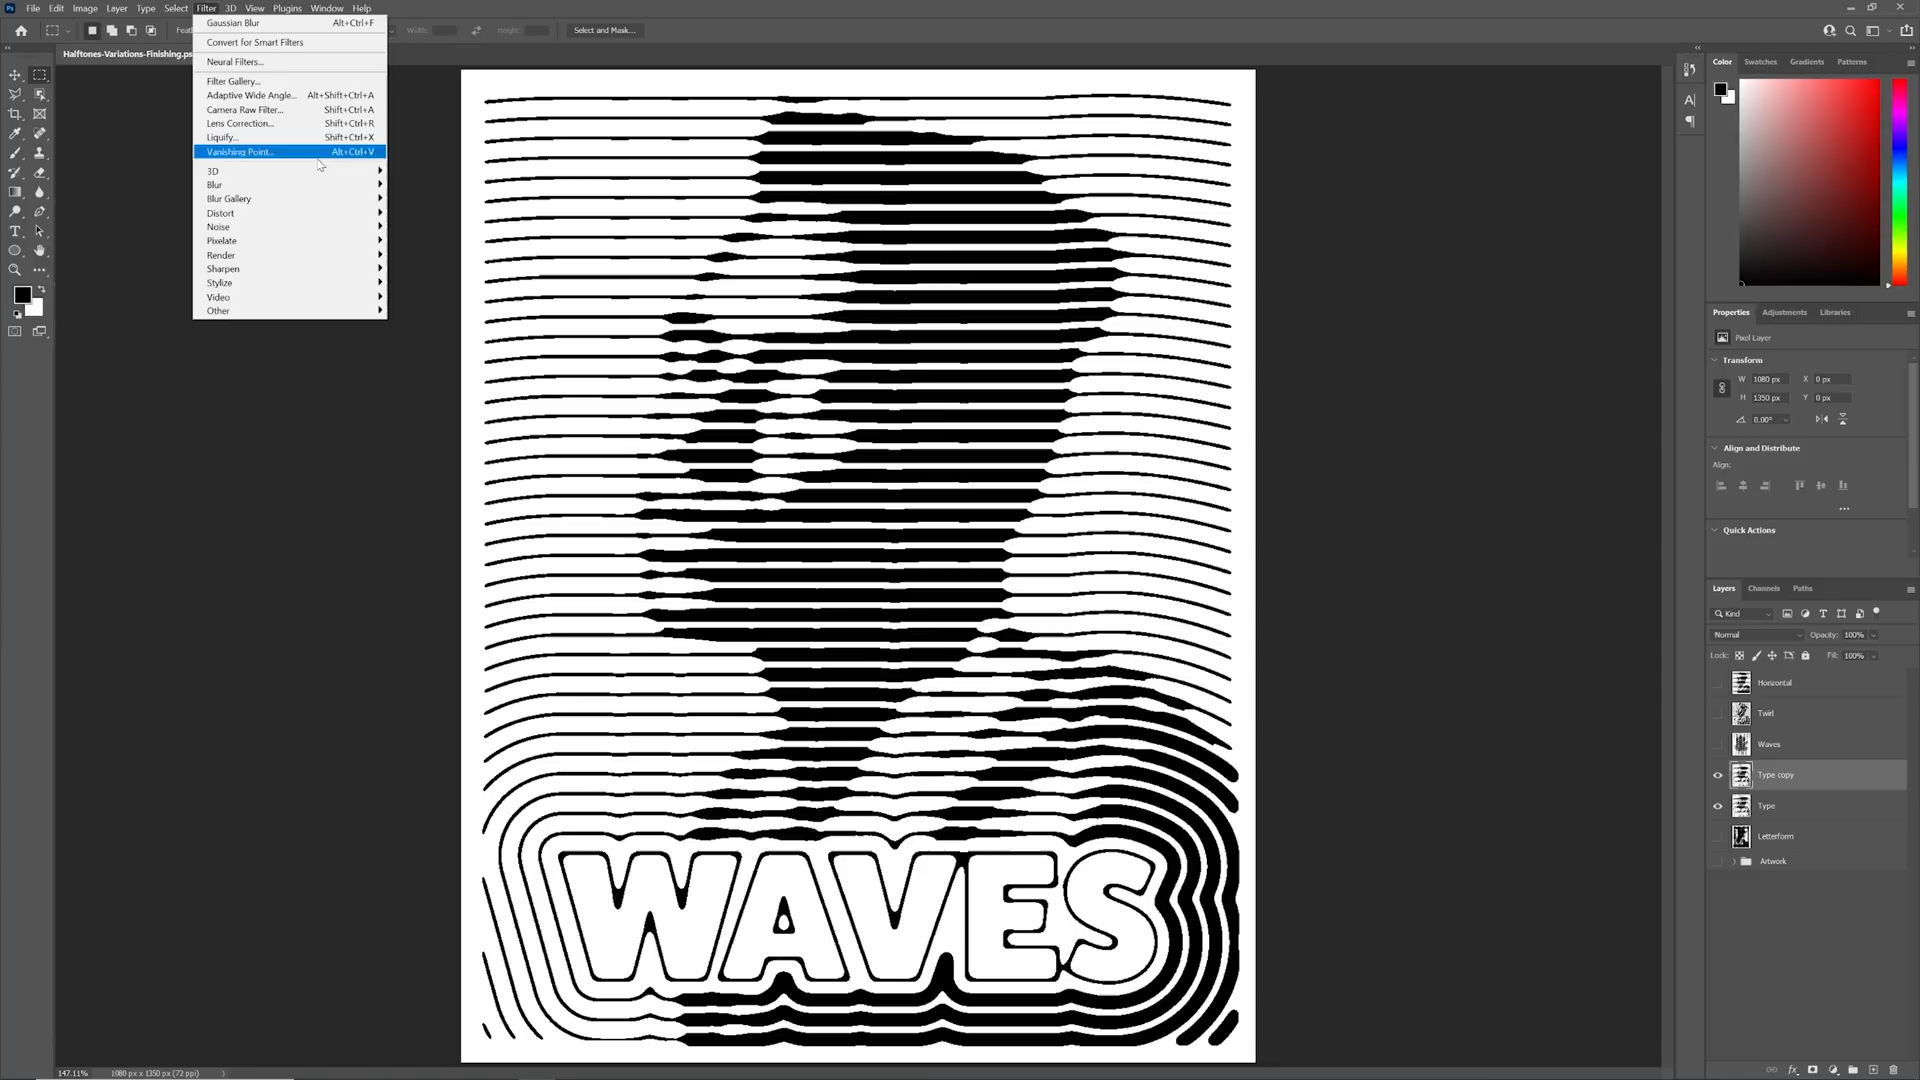 Ps File Edit Image Layer Type Select Filter 3D View Plugins Window Help
Width: Height: Select and Mask...
Halftones-Variations-Finishing.ps
Gaussian Blur Alt+Ctrl+F
Convert for Smart Filters
Neural Filters...
Filter Gallery...
Adaptive Wide Angle... Alt+Shift+Ctrl+A
Camera Raw Filter... Shift+Ctrl+A
Lens Correction... Shift+Ctrl+R
Liquify... Shift+Ctrl+X
Vanishing Point... Alt+Ctrl+V
3D
Blur
Blur Gallery
Distort
Noise
Pixelate
Render
Sharpen
Stylize
Video
Other
WAVES
Color Swatches Gradients Patterns
Properties Adjustments Libraries
Pixel Layer
Transform
W 1080 px X 0 px
H 1350 px Y 0 px
0.00°
Align and Distribute
Align:
Quick Actions
Layers Channels Paths
Kind
Normal Opacity: 100%
Lock: Fill: 100%
Horizontal
Twirl
Waves
Type copy
Type
Letterform
Artwork
147.11% 1080 px x 1350 px (72 ppi)